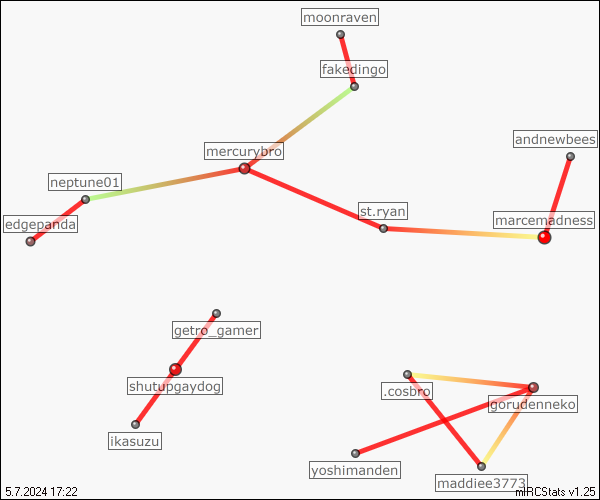 moonraven
fakedingo
andnewbees
mercurybro
neptune01
st.ryan
marcemadness
edgepanda
getro_gamer
shutupgaydog
.cosbro
gorudenneko
ikasuzu
yoshimanden
maddiee3773
5.7.2024 17:22
mIRCStats v1.25